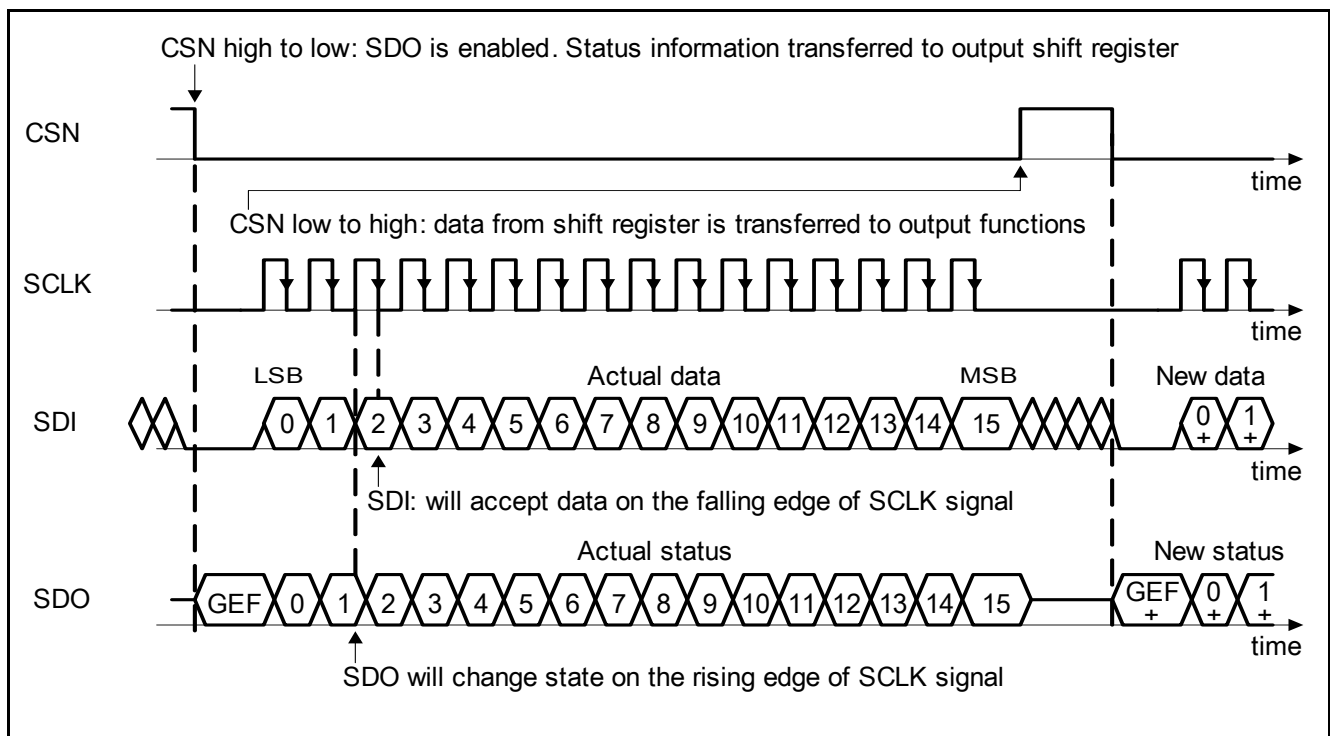 CSN high to low: SDO is enabled. Status information transferred to output shift register
CSN
time
CSN low to high: data from shift register is transferred to output functions
SCLK
time
LSB Actual data MSB New data
SDI 0 1 2 3 4 5 6 7 8 9 10 11 12 13 14 15 0+ 1+
time
SDI: will accept data on the falling edge of SCLK signal
Actual status New status
SDO GEF 0 1 2 3 4 5 6 7 8 9 10 11 12 13 14 15 GEF+ 0+ 1+
time
SDO will change state on the rising edge of SCLK signal